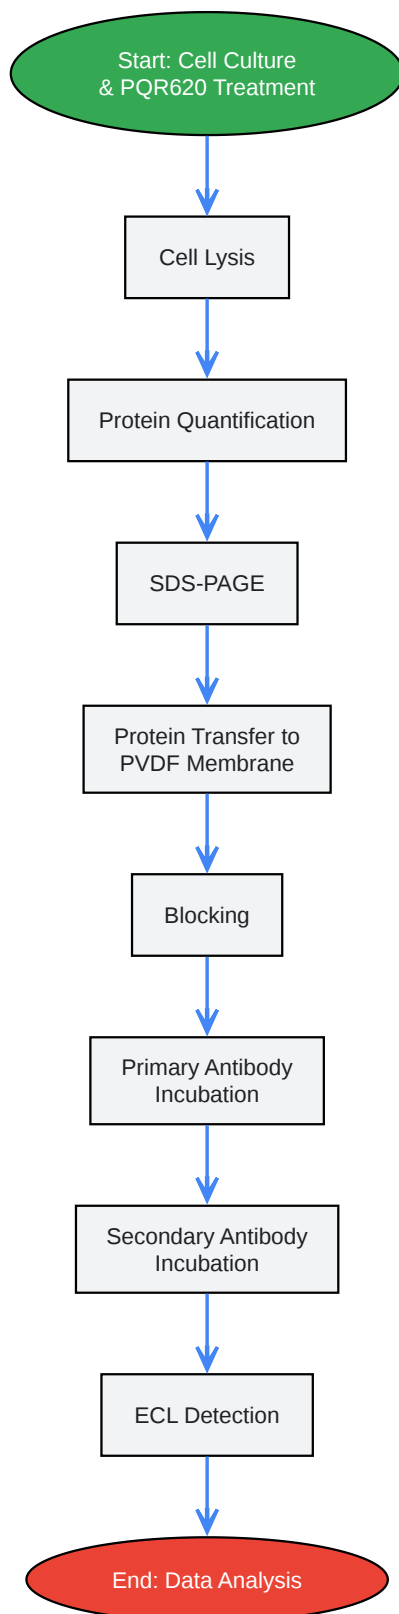 Start: Cell Culture
& PQR620 Treatment
Cell Lysis
Protein Quantification
SDS-PAGE
Protein Transfer to
PVDF Membrane
Blocking
Primary Antibody
Incubation
Secondary Antibody
Incubation
ECL Detection
End: Data Analysis